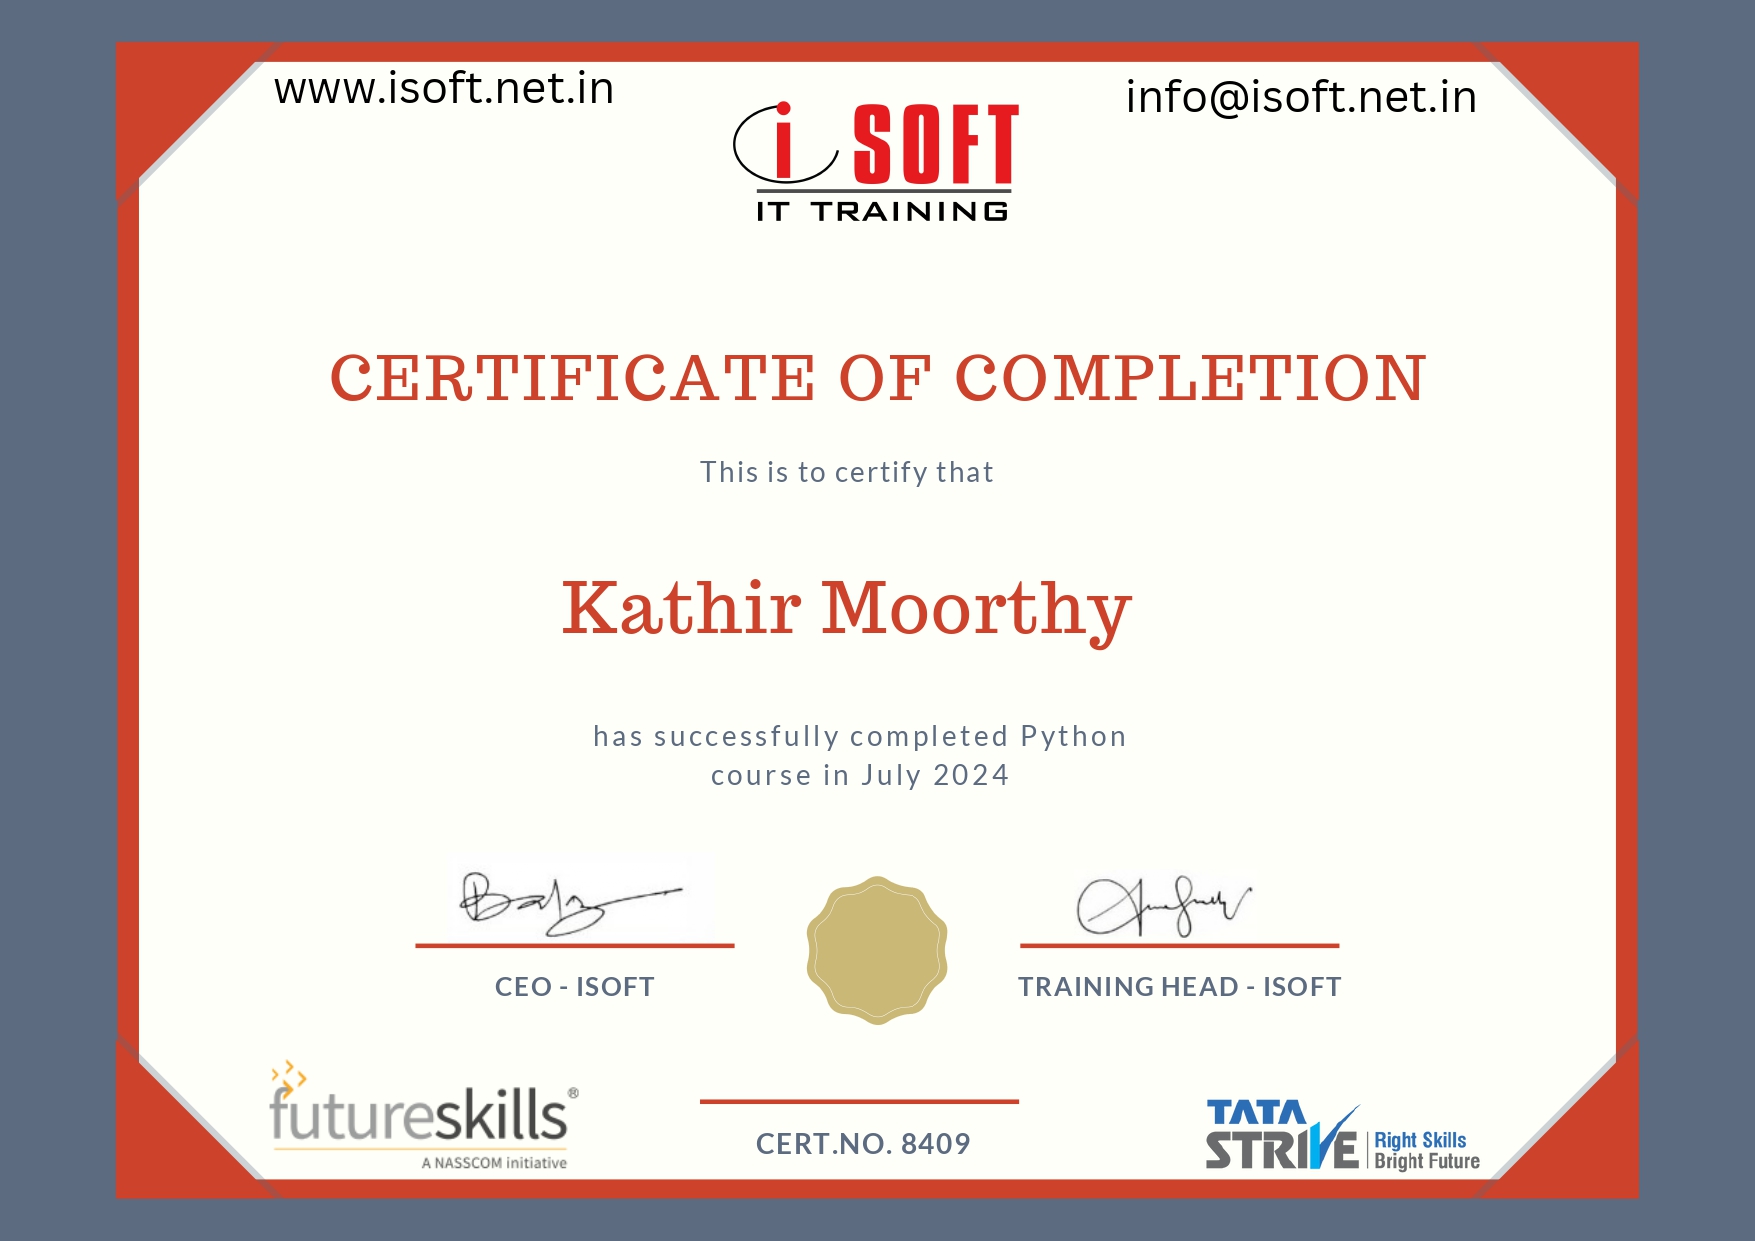 www.isoft.net.in
info@isoft.net.in
i SOFT
IT TRAINING
CERTIFICATE OF COMPLETION
This is to certify that
Kathir Moorthy
has successfully completed Python
course in July 2024
CEO - ISOFT
TRAINING HEAD - ISOFT
futureskills®
A NASSCOM initiative
CERT.NO. 8409
TATA
STRIVE
Right Skills
Bright Future